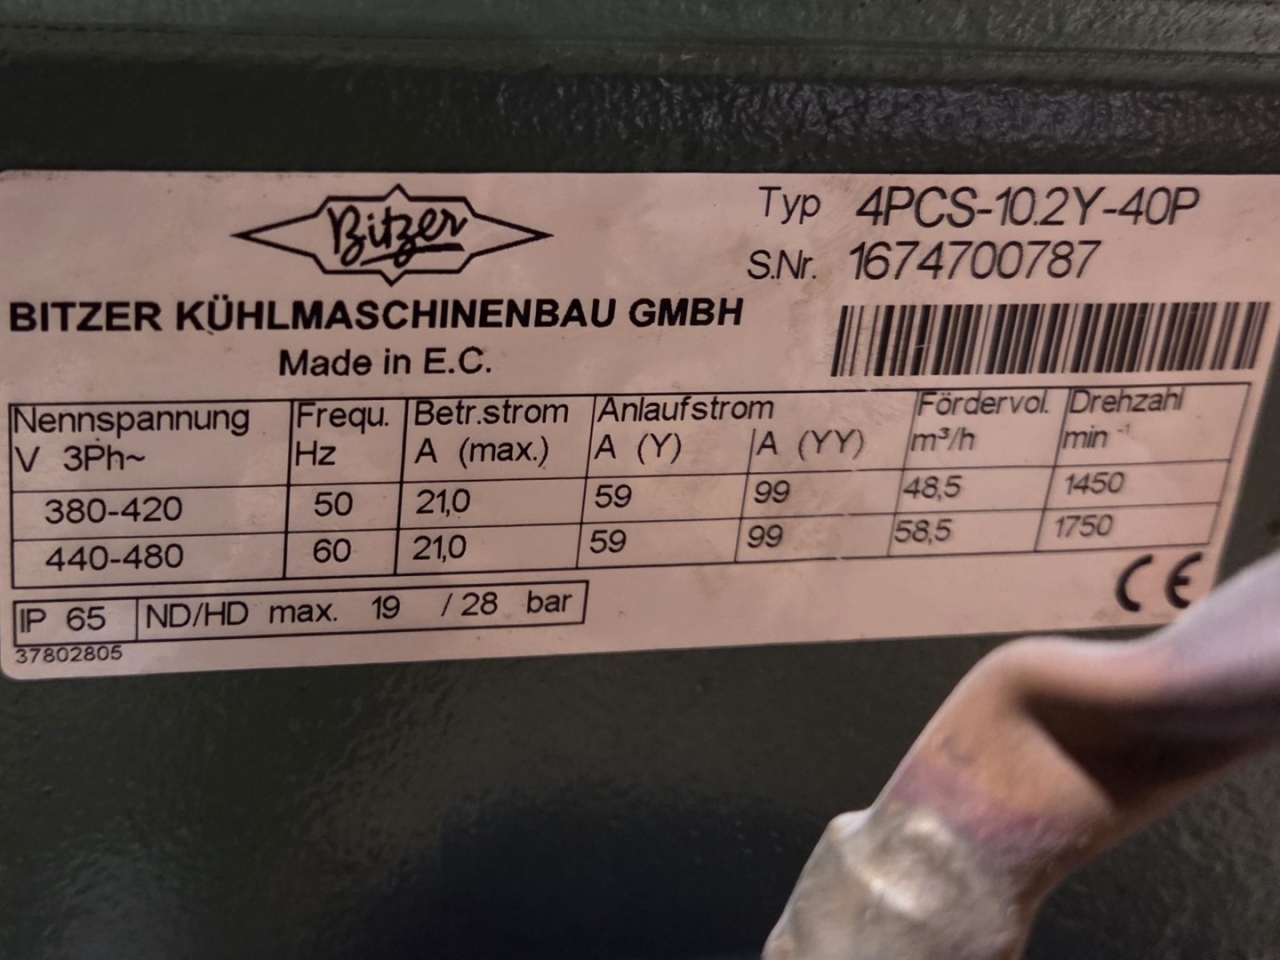 Bitzer
Typ 4PCS-10.2Y-40P
S.Nr. 1674700787
BITZER KÜHLMASCHINENBAU GMBH
Made in E.C.
Nennspannung Frequ. Betr.strom Anlaufstrom Fördervol. Drehzahl
V 3Ph~ Hz A (max.) A (Y) A (YY) m³/h min⁻¹
380-420 50 21,0 59 99 48,5 1450
440-480 60 21,0 59 99 58,5 1750
IP 65 ND/HD max. 19 / 28 bar
CE
37802805